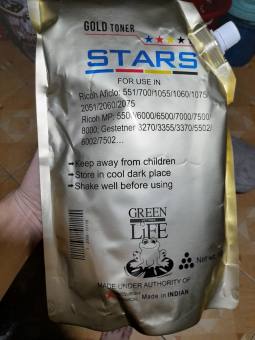 GOLD TONER
STARS
FOR USE IN
Ricoh Aficio: 551/700/1055/1060/1075
2051/2060/2075
Ricoh MP: 5500/6000/6500/7000/7500
8000; Gestetner 3270/3355/3370/5502/
6002/7502...
Keep away from children
Store in cool dark place
Shake well before using
GREEN
LIFE
Net
MADE UNDER AUTHORITY OF
Made in INDIAN